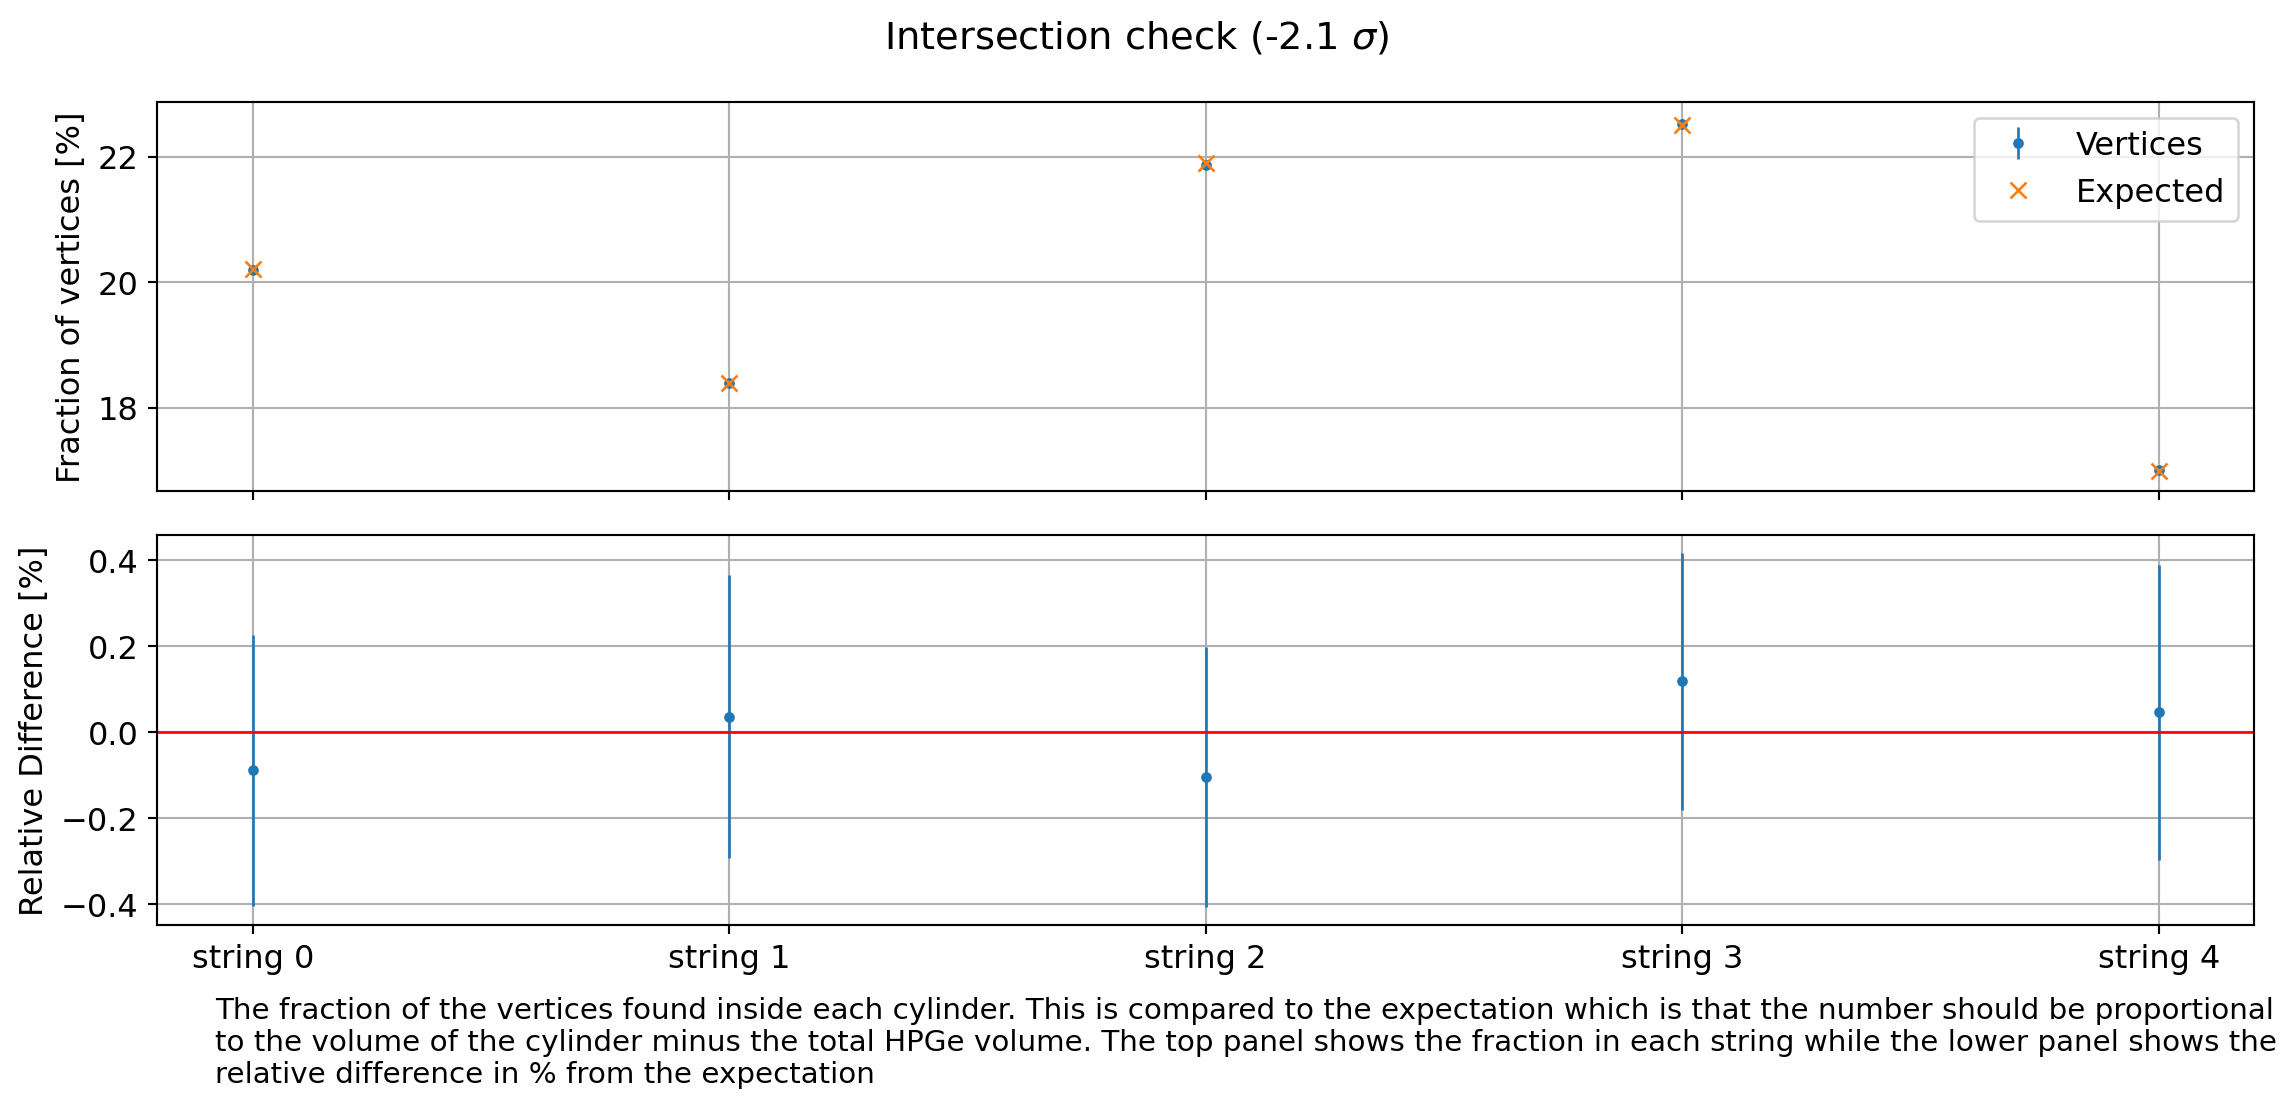 Intersection check (-2.1 σ)
Fraction of vertices [%]
22
20
18
Vertices
Expected
Relative Difference [%]
0.4
0.2
0.0
−0.2
−0.4
string 0
string 1
string 2
string 3
string 4
The fraction of the vertices found inside each cylinder. This is compared to the expectation which is that the number should be proportional
to the volume of the cylinder minus the total HPGe volume. The top panel shows the fraction in each string while the lower panel shows the
relative difference in % from the expectation